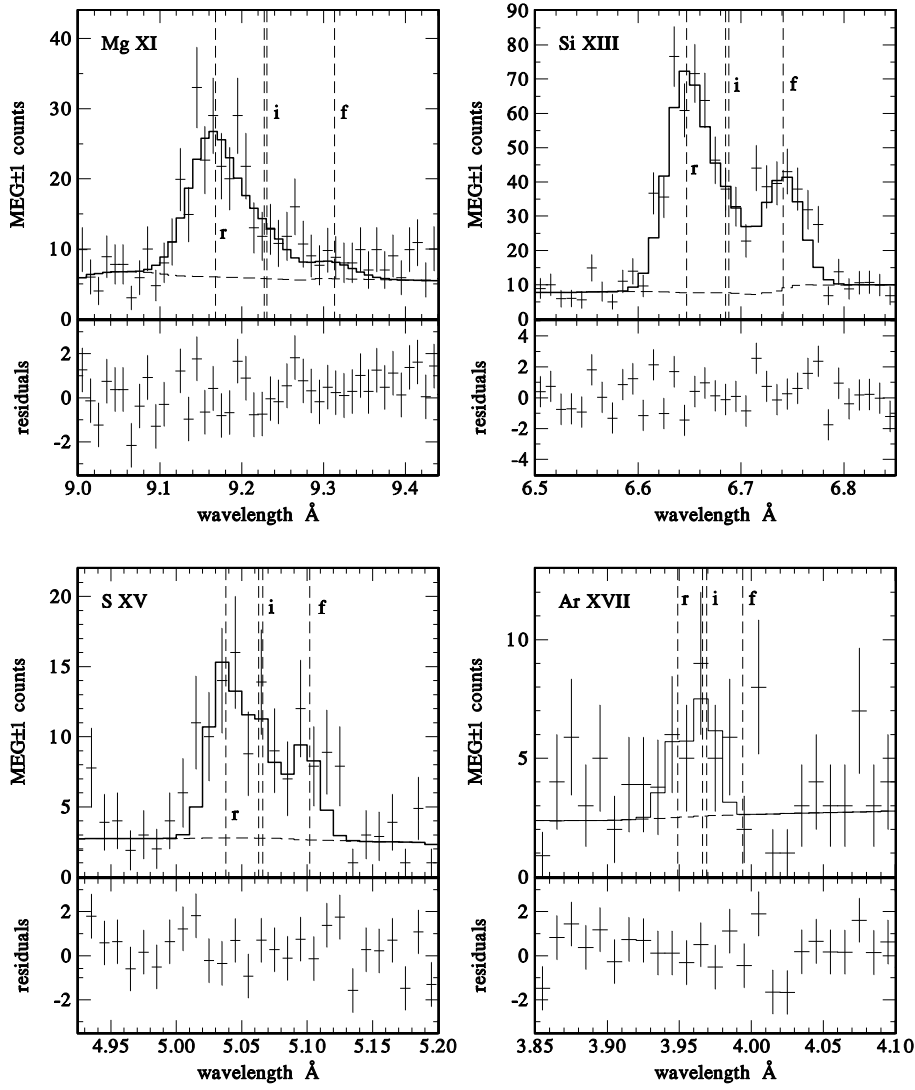 Mg XI
40
30
20
10
0
MEG±1 counts
r
i
f
2
0
-2
residuals
9.0 9.1 9.2 9.3 9.4
wavelength Å
Si XIII
90
80
70
60
50
40
30
20
10
0
MEG±1 counts
r
i
f
4
2
0
-2
-4
residuals
6.5 6.6 6.7 6.8
wavelength Å
S XV
20
15
10
5
0
MEG±1 counts
r
i
f
2
0
-2
residuals
4.95 5.00 5.05 5.10 5.15 5.20
wavelength Å
Ar XVII
10
5
0
MEG±1 counts
r
i
f
2
0
-2
residuals
3.85 3.90 3.95 4.00 4.05 4.10
wavelength Å